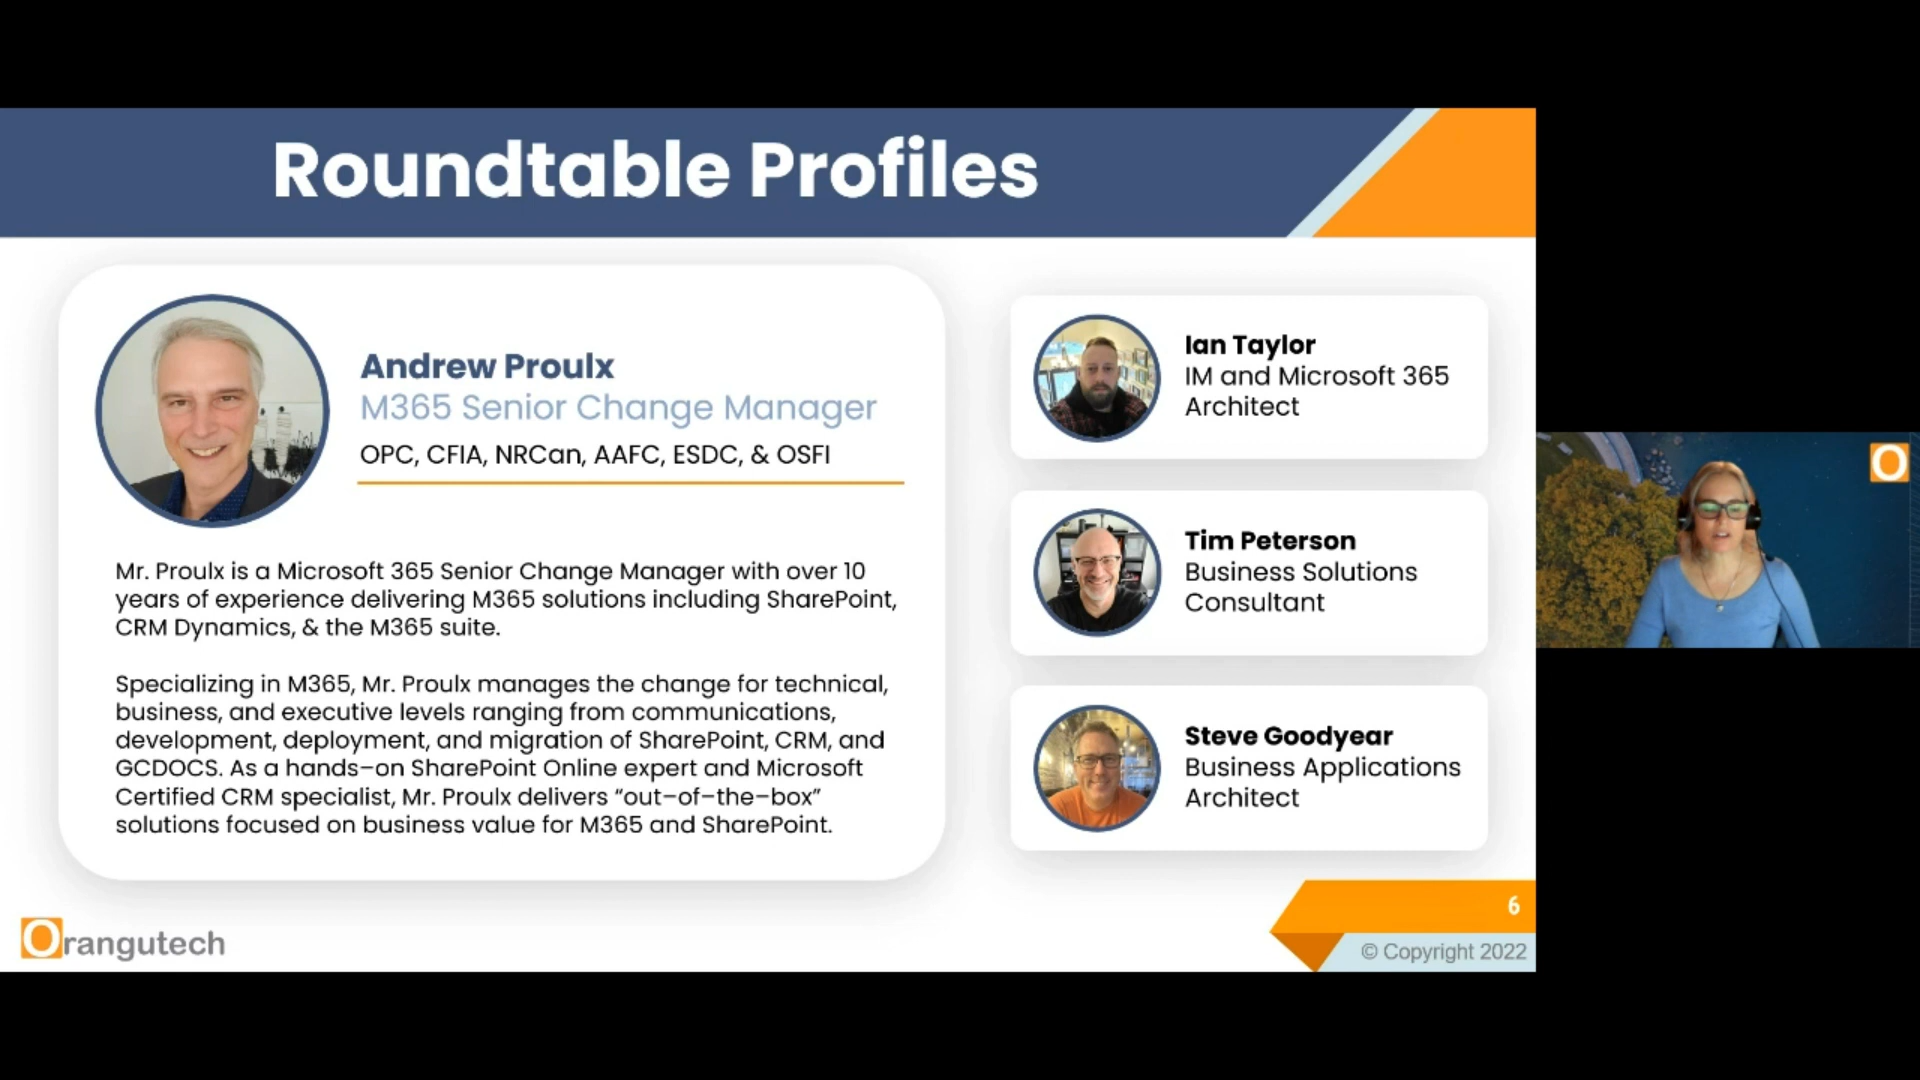 Roundtable Profiles
Andrew Proulx
M365 Senior Change Manager
OPC, CFIA, NRCan, AAFC, ESDC, & OSFI
Mr. Proulx is a Microsoft 365 Senior Change Manager with over 10
years of experience delivering M365 solutions including SharePoint,
CRM Dynamics, & the M365 suite.
Specializing in M365, Mr. Proulx manages the change for technical,
business, and executive levels ranging from communications,
development, deployment, and migration of SharePoint, CRM, and
GCDOCS. As a hands-on SharePoint Online expert and Microsoft
Certified CRM specialist, Mr. Proulx delivers “out-of-the-box”
solutions focused on business value for M365 and SharePoint.
Ian Taylor
IM and Microsoft 365
Architect
Tim Peterson
Business Solutions
Consultant
Steve Goodyear
Business Applications
Architect
O
Orangutech
6
© Copyright 2022